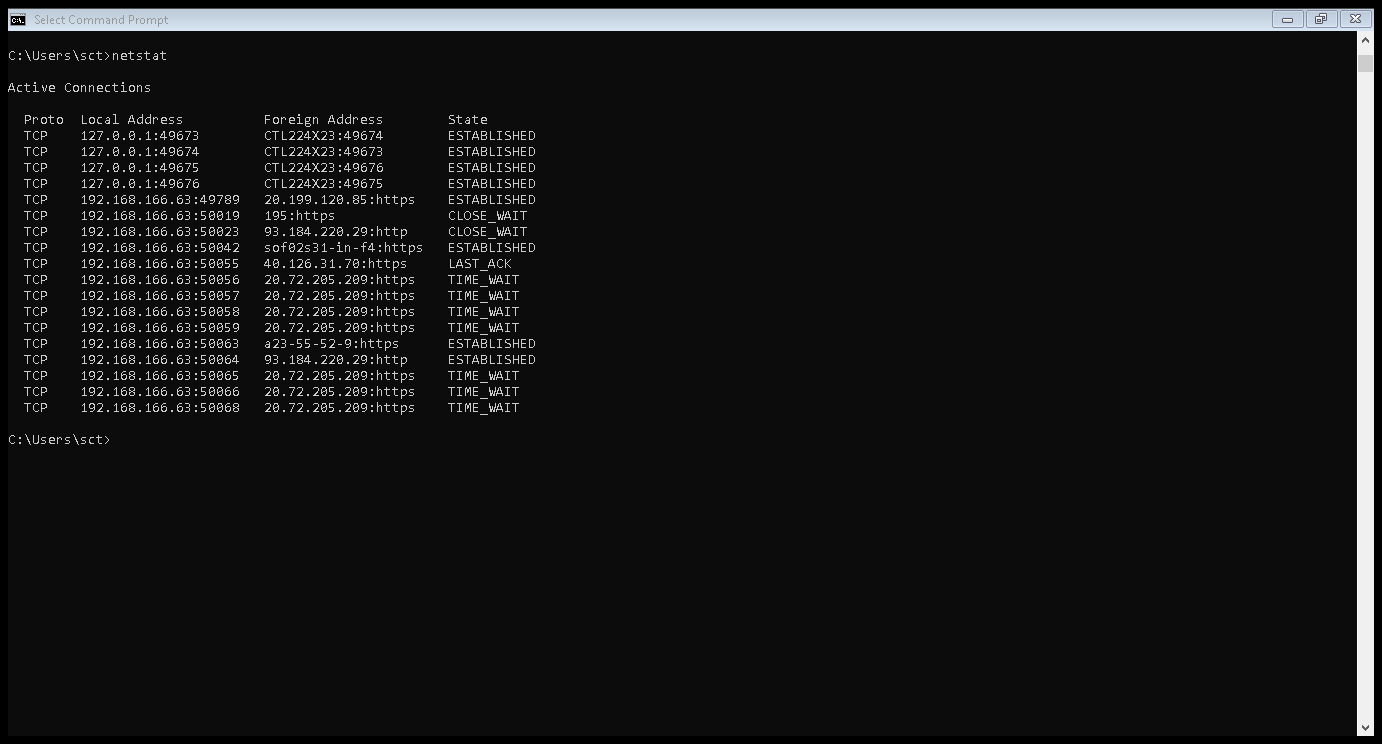 Select Command Prompt
C:\Users\sct>netstat
Active Connections
  Proto  Local Address          Foreign Address        State
  TCP    127.0.0.1:49673        CTL224X23:49674        ESTABLISHED
  TCP    127.0.0.1:49674        CTL224X23:49673        ESTABLISHED
  TCP    127.0.0.1:49675        CTL224X23:49676        ESTABLISHED
  TCP    127.0.0.1:49676        CTL224X23:49675        ESTABLISHED
  TCP    192.168.166.63:49789   20.199.120.85:https    ESTABLISHED
  TCP    192.168.166.63:50019   195:https              CLOSE_WAIT
  TCP    192.168.166.63:50023   93.184.220.29:http     CLOSE_WAIT
  TCP    192.168.166.63:50042   sof02s31-in-f4:https   ESTABLISHED
  TCP    192.168.166.63:50055   40.126.31.70:https     LAST_ACK
  TCP    192.168.166.63:50056   20.72.205.209:https    TIME_WAIT
  TCP    192.168.166.63:50057   20.72.205.209:https    TIME_WAIT
  TCP    192.168.166.63:50058   20.72.205.209:https    TIME_WAIT
  TCP    192.168.166.63:50059   20.72.205.209:https    TIME_WAIT
  TCP    192.168.166.63:50063   a23-55-52-9:https      ESTABLISHED
  TCP    192.168.166.63:50064   93.184.220.29:http     ESTABLISHED
  TCP    192.168.166.63:50065   20.72.205.209:https    TIME_WAIT
  TCP    192.168.166.63:50066   20.72.205.209:https    TIME_WAIT
  TCP    192.168.166.63:50068   20.72.205.209:https    TIME_WAIT
C:\Users\sct>